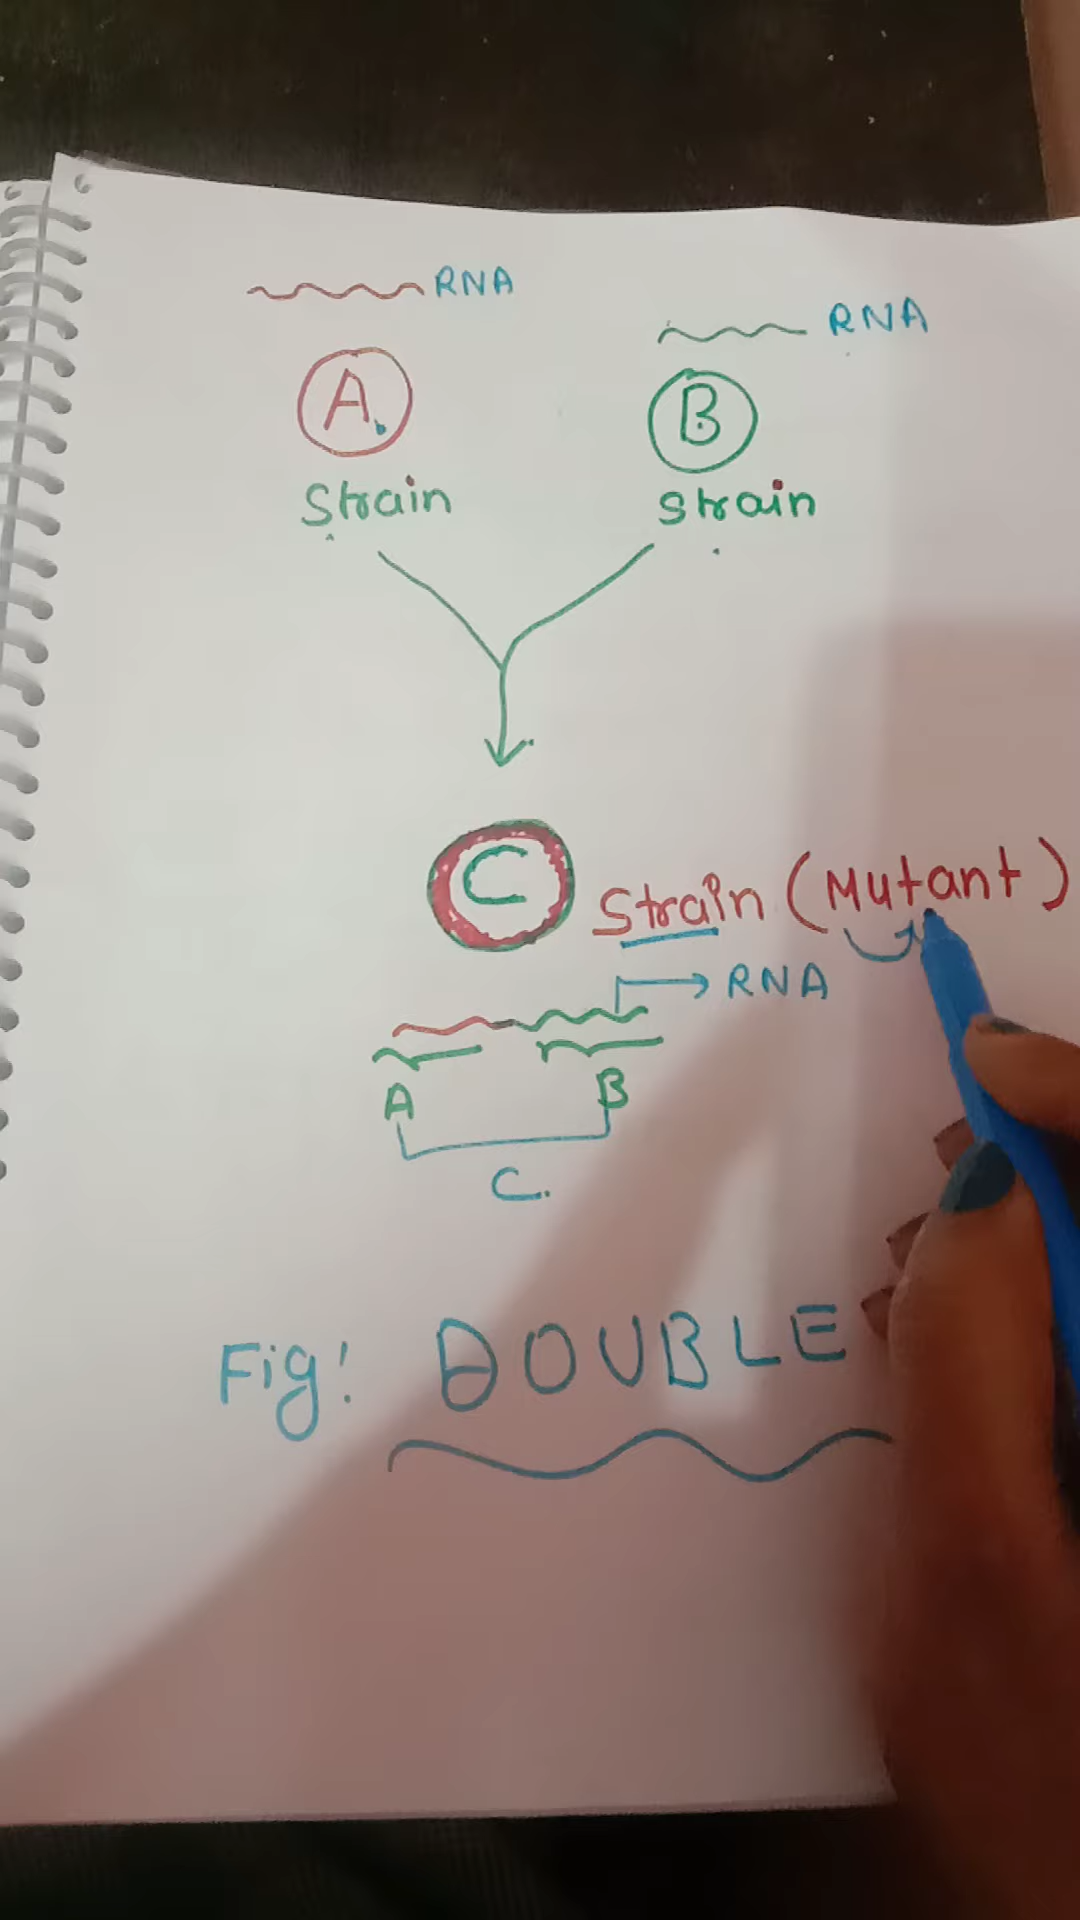 RNA
RNA
A
B
Strain
Strain
C
Strain (Mutant)
RNA
A B
C.
Fig! DOUBLE